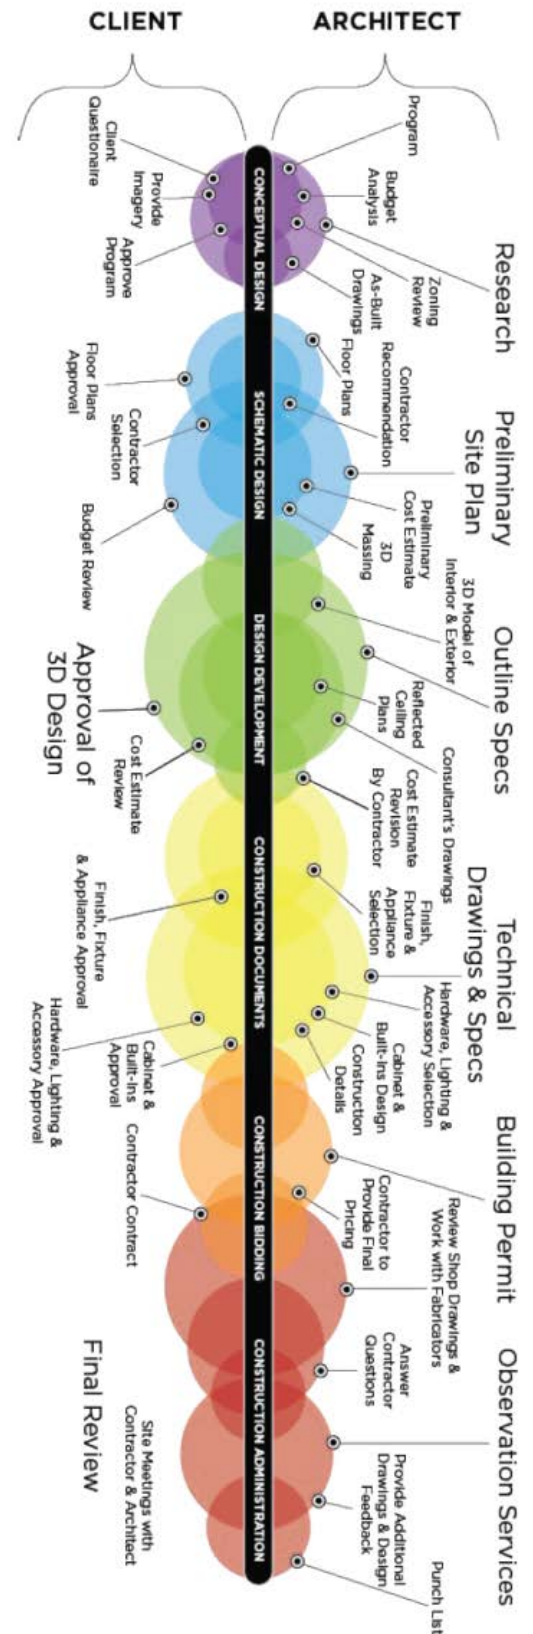 CLIENT
ARCHITECT
Program
Budget
Analysis
Zoning
Review
Research
As-Built
Drawings
Client
Questionaire
Provide
Imagery
Approve
Program
CONCEPTUAL DESIGN
Floor Plans
Contractor
Recommendation
Preliminary
Site Plan
Preliminary
Cost Estimate
3D
Massing
Floor Plans
Approval
Contractor
Selection
Budget Review
SCHEMATIC DESIGN
3D Model of
Interior & Exterior
Outline Specs
Reflected
Ceiling
Plans
Consultant's Drawings
Cost Estimate
Revision
By Contractor
Approval of
3D Design
Cost Estimate
Review
DESIGN DEVELOPMENT
Finish,
Fixture &
Appliance
Selection
Technical
Drawings & Specs
Hardware, Lighting &
Accessory Selection
Cabinet &
Built-Ins Design
Construction
Details
Finish, Fixture
& Appliance Approval
Hardware, Lighting &
Accessory Approval
Cabinet &
Built-Ins
Approval
CONSTRUCTION DOCUMENTS
Building Permit
Contractor to
Provide Final
Pricing
Contractor Contract
CONSTRUCTION BIDDING
Review Shop Drawings &
Work with Fabricators
Answer
Contractor
Questions
Observation Services
Provide Additional
Drawings & Design
Feedback
Punch List
Final Review
Site Meetings with
Contractor & Architect
CONSTRUCTION ADMINISTRATION